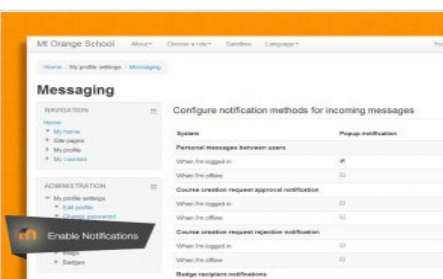 Mt Orange School About Choose a role Sandbox Language
Home My profile settings Messaging
Messaging
NAVIGATION
Home
My home
Site pages
My profile
My courses
ADMINISTRATION
My profile settings
Edit profile
Change password
Blogs
Badges
m Enable Notifications
Configure notification methods for incoming messages
System Popup notification
Personal messages between users
When I'm logged in
When I'm offline
Course creation request approval notification
When I'm logged in
When I'm offline
Course creation request rejection notification
When I'm logged in
When I'm offline
Badge recipient notifications